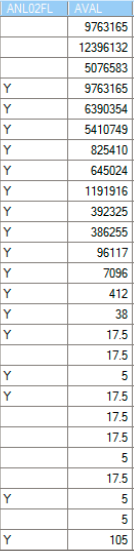 ANL02FL AVAL
9763165
12396132
5076583
Y 9763165
Y 6390354
Y 5410749
Y 825410
Y 645024
Y 1191916
Y 392325
Y 386255
Y 96117
Y 7096
Y 412
Y 38
Y 17.5
17.5
Y 5
Y 17.5
17.5
17.5
5
17.5
Y 5
5
Y 105